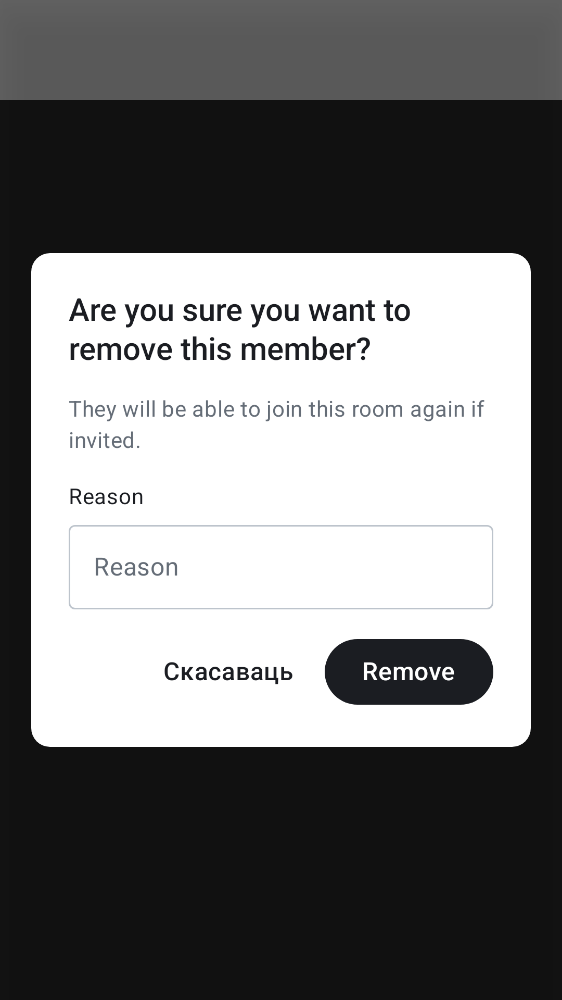 Are you sure you want to
remove this member?
They will be able to join this room again if
invited.
Reason
Reason
Скасаваць
Remove